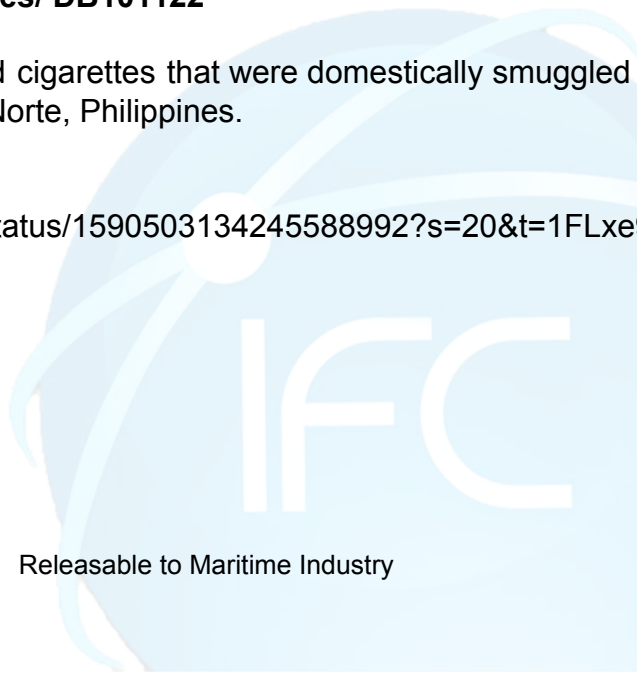 es/ DB101122
d cigarettes that were domestically smuggled
Norte, Philippines.
tatus/1590503134245588992?s=20&t=1FLxe
IFC
Releasable to Maritime Industry